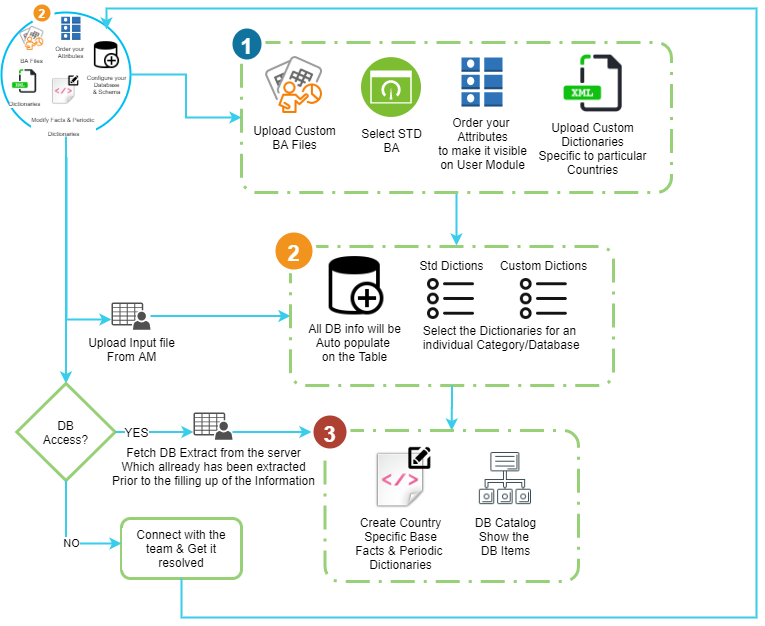 2
BA Files
Order your
Attributes
Configure your
Database
& Schema
XML
Dictionaries
</>
Modify Facts & Periodic
Dictionaries
1
Upload Custom
BA Files
Select STD
BA
Order your
Attributes
to make it visible
on User Module
XML
Upload Custom
Dictionaries
Specific to particular
Countries
2
All DB info will be
Auto populate
on the Table
Std Dictions
Custom Dictions
Select the Dictionaries for an
individual Category/Database
Upload Input file
From AM
DB
Access?
YES
Fetch DB Extract from the server
Which allready has been extracted
Prior to the filling up of the Information
3
</>
Create Country
Specific Base
Facts & Periodic
Dictionaries
DB Catalog
Show the
DB Items
NO
Connect with the
team & Get it
resolved